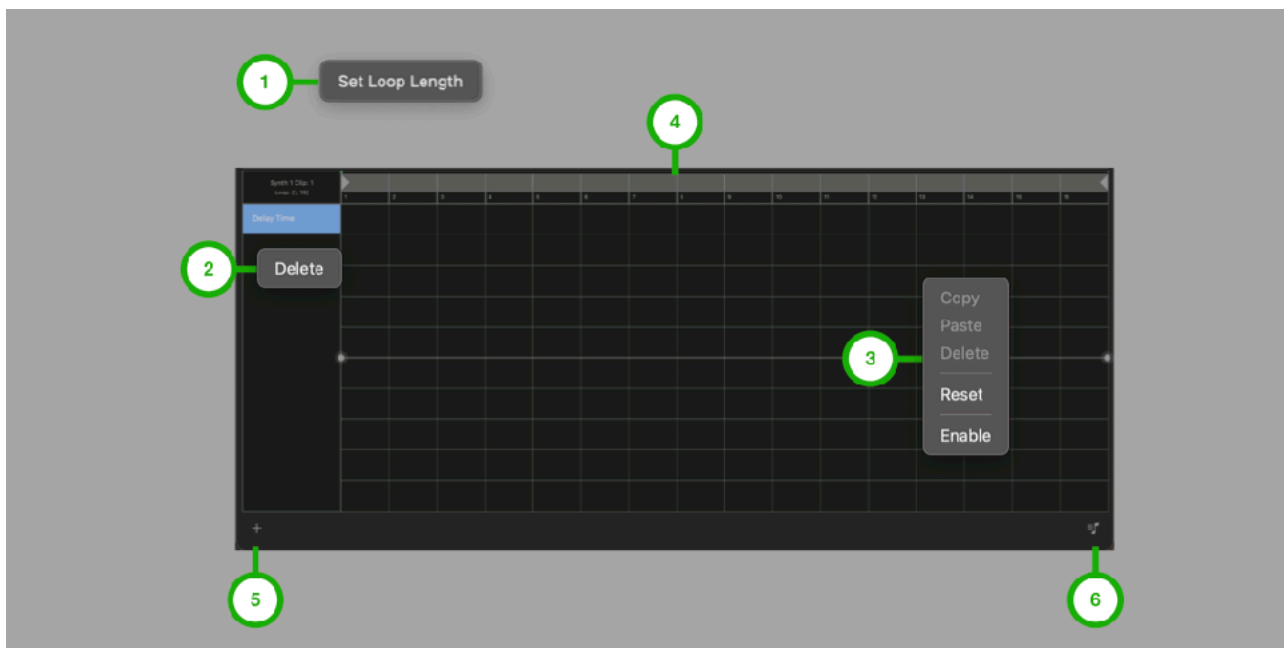 1
Set Loop Length
4
Synth 1 Clip: 1
1 2 3 4 5 6 7 8 9 10 11 12 13 14 15 16
Delay Time
2
Delete
Copy
Paste
3
Delete
Reset
Enable
+
5
6